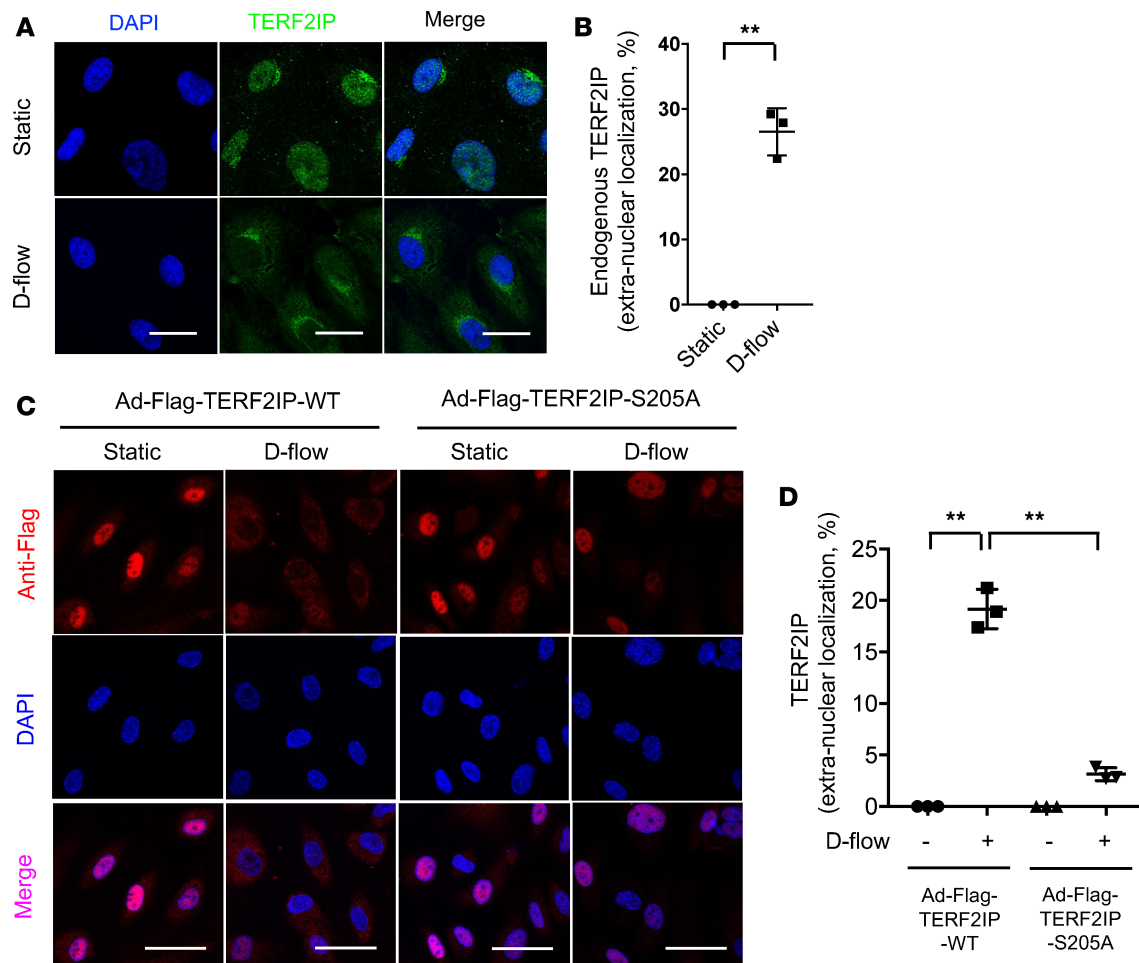 A
DAPI
TERF2IP
Merge
Static
D-flow
B
**
Endogenous TERF2IP
(extra-nuclear localization, %)
40
30
20
10
0
Static
D-flow
C
Ad-Flag-TERF2IP-WT
Ad-Flag-TERF2IP-S205A
Static
D-flow
Static
D-flow
Anti-Flag
DAPI
Merge
D
**
**
TERF2IP
(extra-nuclear localization, %)
25
20
15
10
5
0
D-flow
-
+
-
+
Ad-Flag-
TERF2IP
-WT
Ad-Flag-
TERF2IP
-S205A